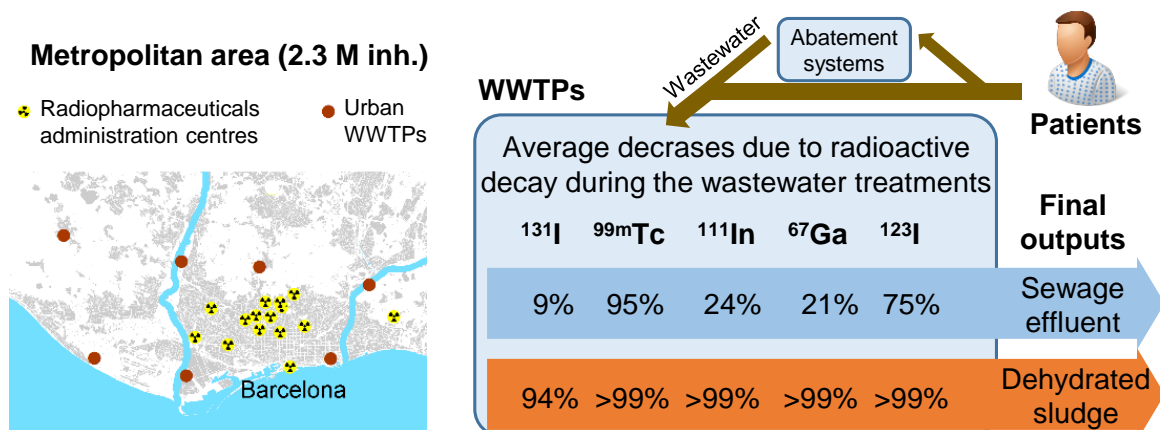 Metropolitan area (2.3 M inh.)
Radiopharmaceuticals
administration centres
Urban
WWTPs
Barcelona
Wastewater
Abatement
systems
Patients
WWTPs
Average decrases due to radioactive
decay during the wastewater treatments
¹³¹I ⁹⁹ᵐTc ¹¹¹In ⁶⁷Ga ¹²³I
Final
outputs
9% 95% 24% 21% 75%
Sewage
effluent
94% >99% >99% >99% >99%
Dehydrated
sludge